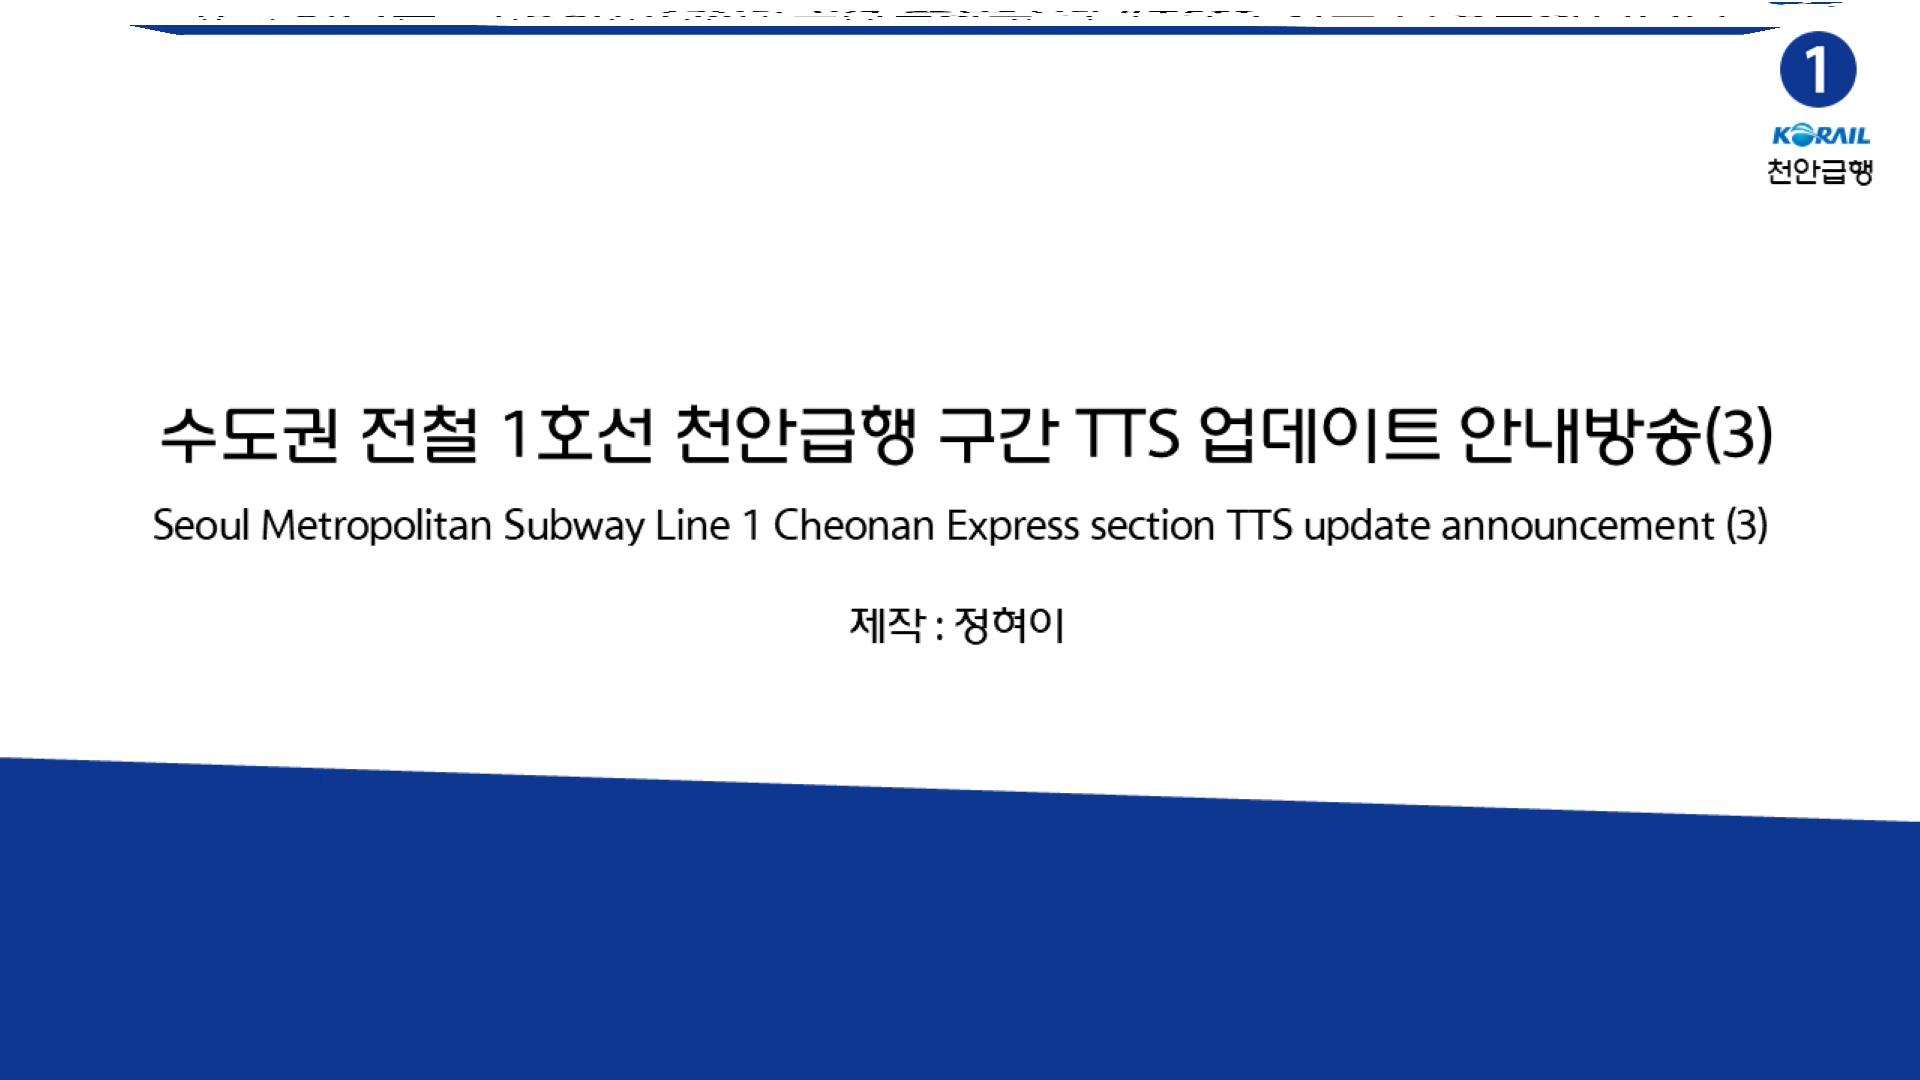 1
KORAIL
천안급행
수도권 전철 1호선 천안급행 구간 TTS 업데이트 안내방송(3)
Seoul Metropolitan Subway Line 1 Cheonan Express section TTS update announcement (3)
제작 : 정혀이